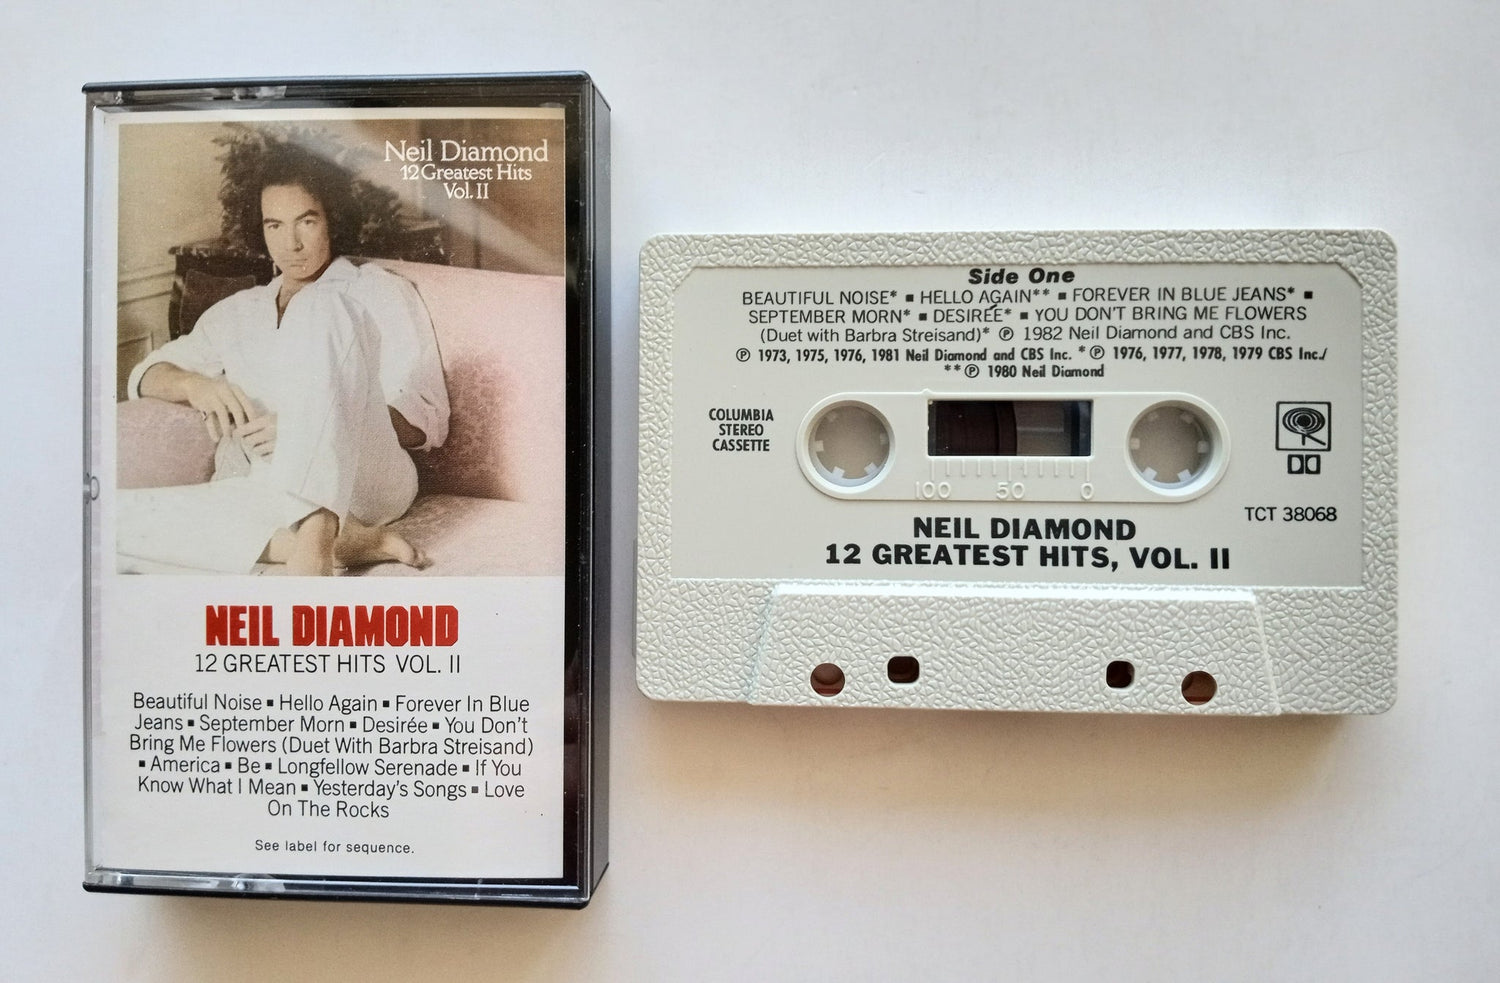 Neil Diamond
12 Greatest Hits
Vol. II
NEIL DIAMOND
12 GREATEST HITS VOL. II
Beautiful Noise ▪ Hello Again ▪ Forever In Blue
Jeans ▪ September Morn ▪ Desirée ▪ You Don't
Bring Me Flowers (Duet With Barbra Streisand)
▪ America ▪ Be ▪ Longfellow Serenade ▪ If You
Know What I Mean ▪ Yesterday's Songs ▪ Love
On The Rocks
See label for sequence.
Side One
BEAUTIFUL NOISE* ▪ HELLO AGAIN** ▪ FOREVER IN BLUE JEANS* ▪
SEPTEMBER MORN* ▪ DESIRÉE* ▪ YOU DON'T BRING ME FLOWERS
(Duet with Barbra Streisand)* ℗ 1982 Neil Diamond and CBS Inc.
℗ 1973, 1975, 1976, 1981 Neil Diamond and CBS Inc. *℗ 1976, 1977, 1978, 1979 CBS Inc./
**℗ 1980 Neil Diamond
COLUMBIA
STEREO
CASSETTE
100 50 0
TCT 38068
NEIL DIAMOND
12 GREATEST HITS, VOL. II